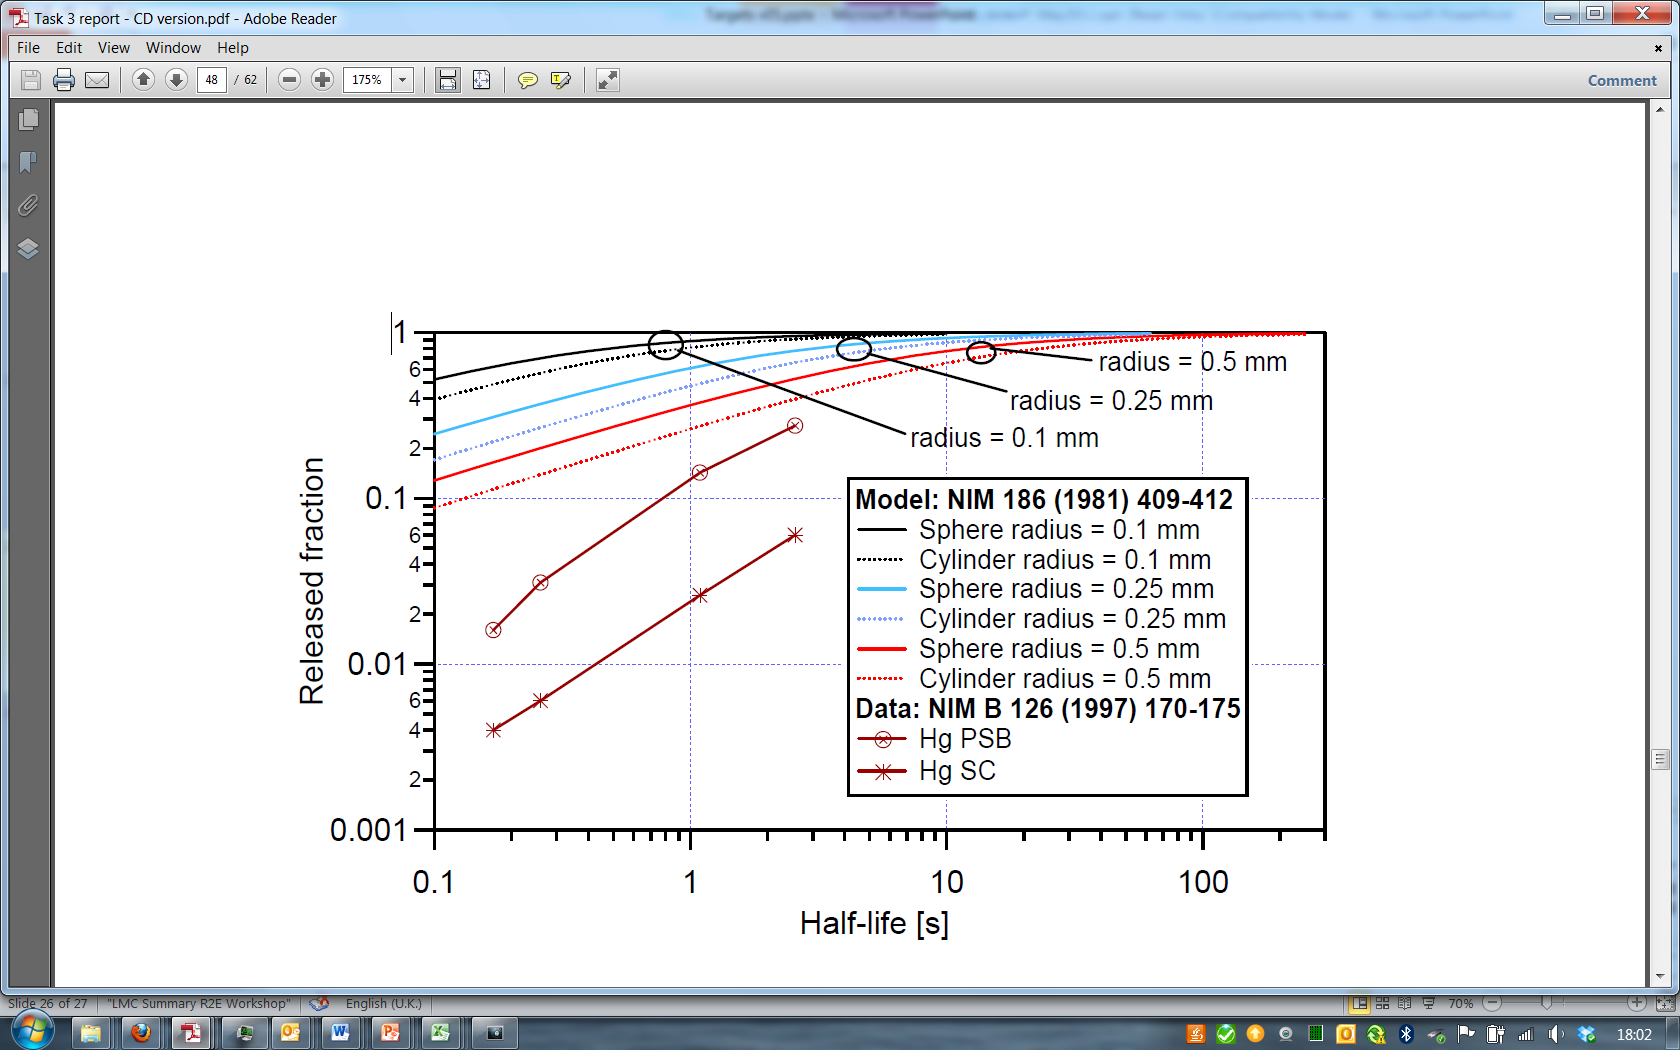 Task 3 report - CD version.pdf - Adobe Reader
File Edit View Window Help
48 / 62 175% Comment
1
6
4
2
0.1
6
4
2
0.01
6
4
2
0.001
Released fraction
radius = 0.5 mm
radius = 0.25 mm
radius = 0.1 mm
Model: NIM 186 (1981) 409-412
Sphere radius = 0.1 mm
Cylinder radius = 0.1 mm
Sphere radius = 0.25 mm
Cylinder radius = 0.25 mm
Sphere radius = 0.5 mm
Cylinder radius = 0.5 mm
Data: NIM B 126 (1997) 170-175
Hg PSB
Hg SC
0.1 1 10 100
Half-life [s]
Slide 26 of 27 "LMC Summary R2E Workshop" English (U.K.) 70%
18:02